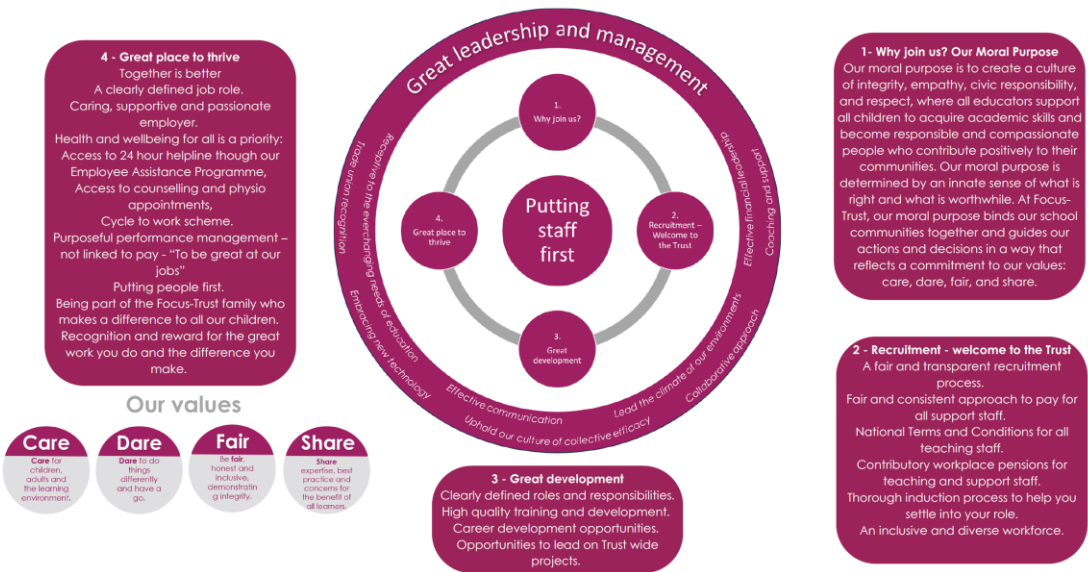 4 - Great place to thrive
Together is better
A clearly defined job role.
Caring, supportive and passionate
employer.
Health and wellbeing for all is a priority:
Access to 24 hour helpline though our
Employee Assistance Programme,
Access to counselling and physio
appointments,
Cycle to work scheme.
Purposeful performance management –
not linked to pay - “To be great at our
jobs”
Putting people first.
Being part of the Focus-Trust family who
makes a difference to all our children.
Recognition and reward for the great
work you do and the difference you
make.
Our values
Care
Care for
children,
adults and
the learning
environment.
Dare
Dare to do
things
differently
and have a
go.
Fair
Be fair,
honest and
inclusive,
demonstratin
g integrity.
Share
Share
expertise, best
practice and
concerns for
the benefit of
all learners.
Great leadership and management
Trade union recognition
Receptive to the everchanging needs of education
Embracing new technology
Effective communication
Uphold our culture of collective efficacy
Lead the climate of our environments
Collaborative approach
Effective financial leadership
Coaching and support
1.
Why join us?
2.
Recruitment –
Welcome to
the Trust
3.
Great
development
4.
Great place to
thrive
Putting
staff
first
3 - Great development
Clearly defined roles and responsibilities.
High quality training and development.
Career development opportunities.
Opportunities to lead on Trust wide
projects.
1- Why join us? Our Moral Purpose
Our moral purpose is to create a culture
of integrity, empathy, civic responsibility,
and respect, where all educators support
all children to acquire academic skills and
become responsible and compassionate
people who contribute positively to their
communities. Our moral purpose is
determined by an innate sense of what is
right and what is worthwhile. At Focus-
Trust, our moral purpose binds our school
communities together and guides our
actions and decisions in a way that
reflects a commitment to our values:
care, dare, fair, and share.
2 - Recruitment - welcome to the Trust
A fair and transparent recruitment
process.
Fair and consistent approach to pay for
all support staff.
National Terms and Conditions for all
teaching staff.
Contributory workplace pensions for
teaching and support staff.
Thorough induction process to help you
settle into your role.
An inclusive and diverse workforce.